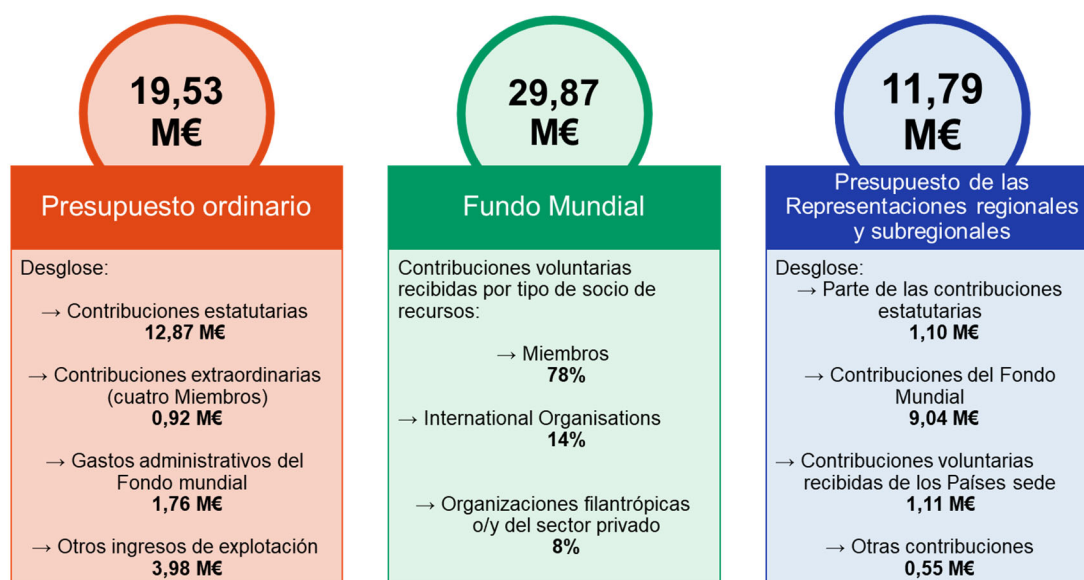 19,53
M€
Presupuesto ordinario
Desglose:
→ Contribuciones estatutarias
12,87 M€
→ Contribuciones extraordinarias
(cuatro Miembros)
0,92 M€
→ Gastos administrativos del
Fondo mundial
1,76 M€
→ Otros ingresos de explotación
3,98 M€
29,87
M€
Fundo Mundial
Contribuciones voluntarias
recibidas por tipo de socio de
recursos:
→ Miembros
78%
→ International Organisations
14%
→ Organizaciones filantrópicas
o/y del sector privado
8%
11,79
M€
Presupuesto de las
Representaciones regionales
y subregionales
Desglose:
→ Parte de las contribuciones
estatutarias
1,10 M€
→ Contribuciones del Fondo
Mundial
9,04 M€
→ Contribuciones voluntarias
recibidas de los Países sede
1,11 M€
→ Otras contribuciones
0,55 M€